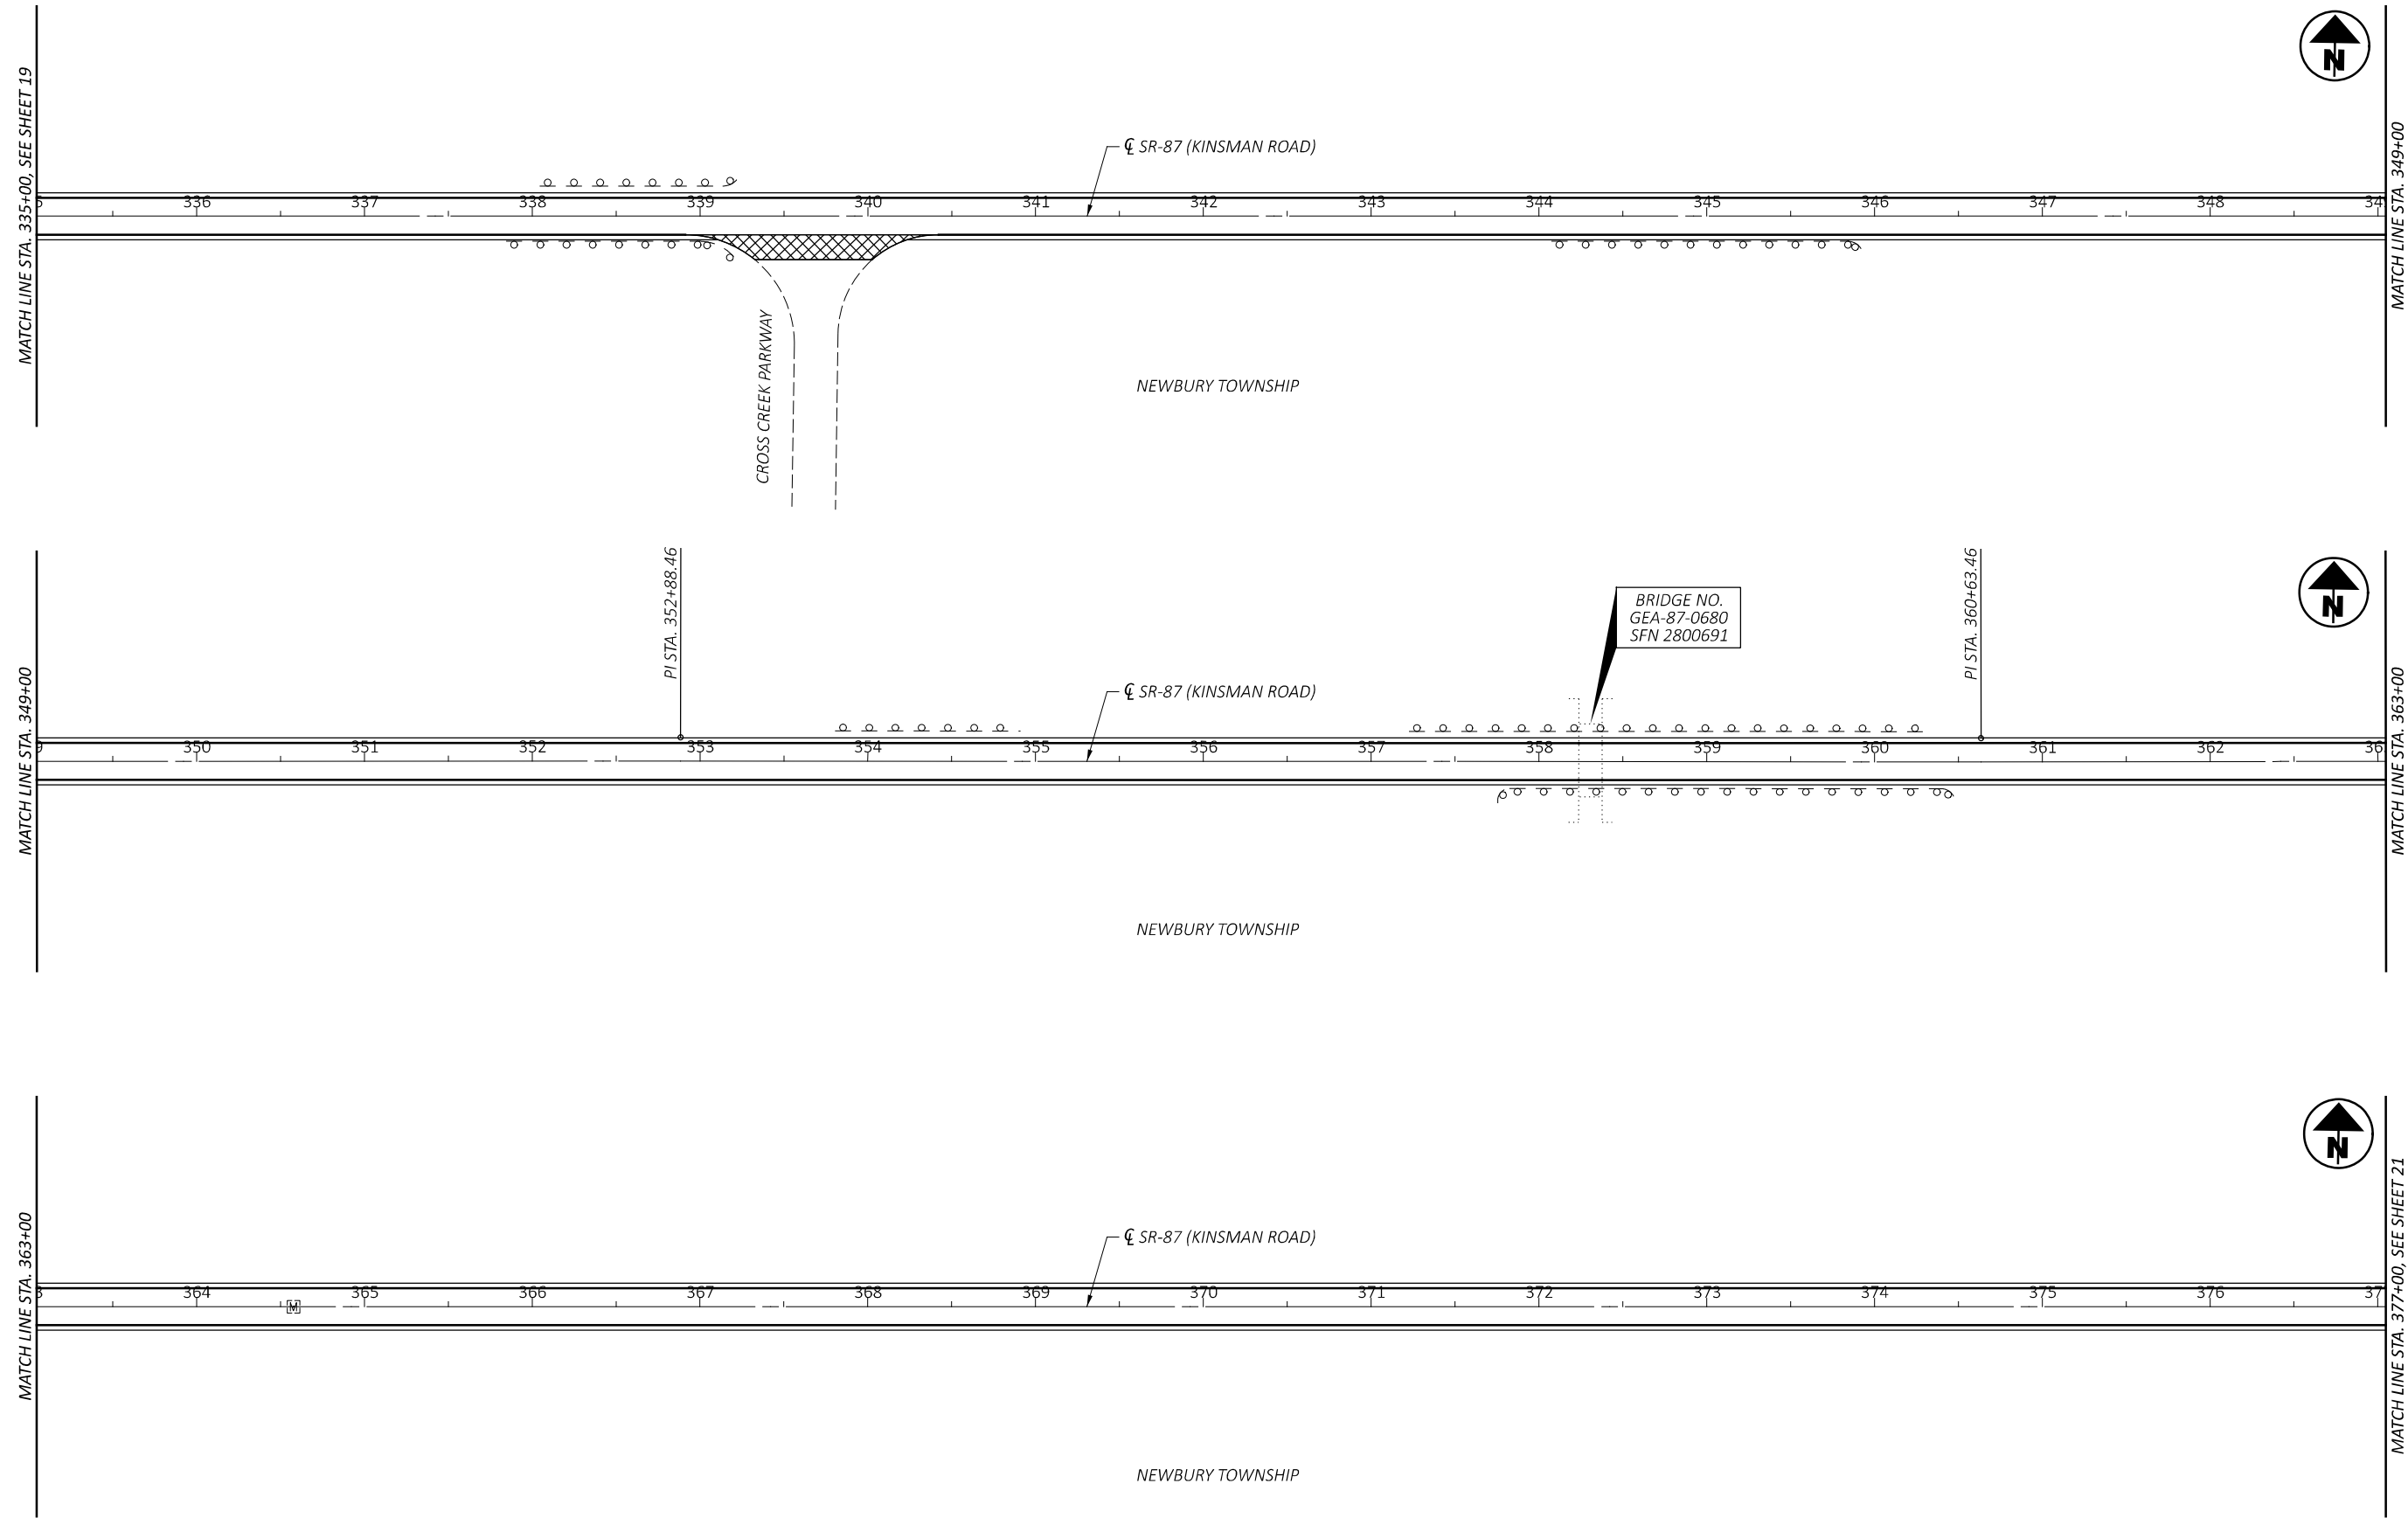 MATCH LINE STA. 335+00, SEE SHEET 19
N
MATCH LINE STA. 349+00
℄ SR-87 (KINSMAN ROAD)
336 337 338 339 340 341 342 343 344 345 346 347 348
CROSS CREEK PARKWAY
NEWBURY TOWNSHIP
MATCH LINE STA. 349+00
PI STA. 352+88.46
BRIDGE NO.
GEA-87-0680
SFN 2800691
PI STA. 360+63.46
N
MATCH LINE STA. 363+00
℄ SR-87 (KINSMAN ROAD)
350 351 352 353 354 355 356 357 358 359 360 361 362
NEWBURY TOWNSHIP
MATCH LINE STA. 363+00
N
MATCH LINE STA. 377+00, SEE SHEET 21
℄ SR-87 (KINSMAN ROAD)
364 365 366 367 368 369 370 371 372 373 374 375 376
M
NEWBURY TOWNSHIP